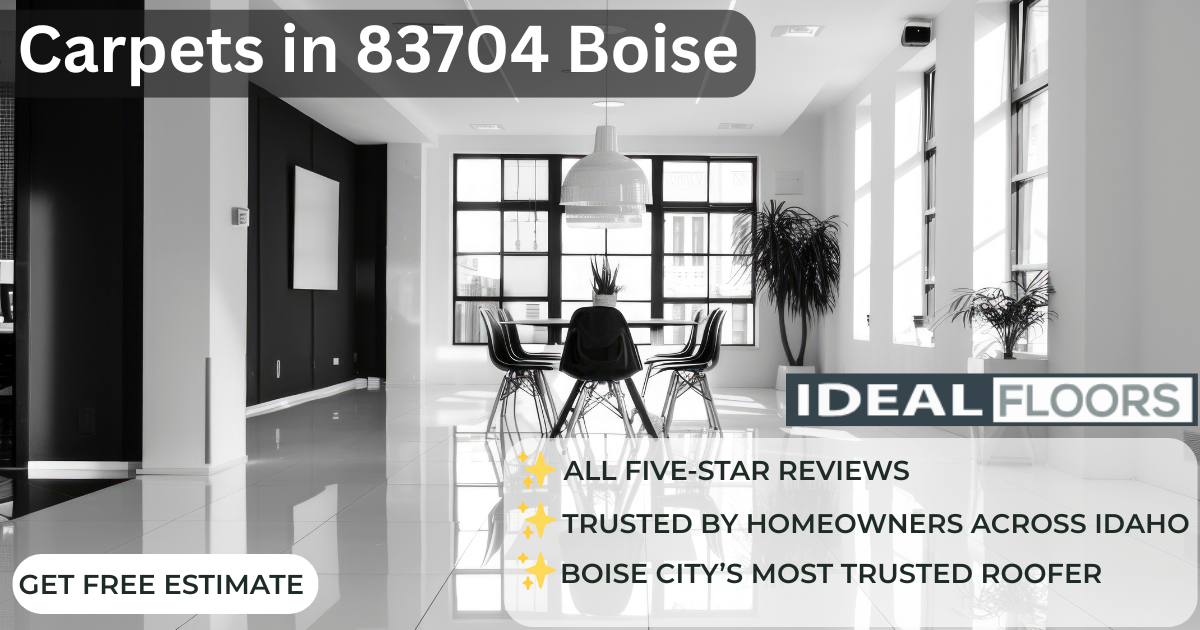 Carpets in 83704 Boise
IDEAL FLOORS
✨ ALL FIVE-STAR REVIEWS
✨ TRUSTED BY HOMEOWNERS ACROSS IDAHO
✨ BOISE CITY’S MOST TRUSTED ROOFER
GET FREE ESTIMATE